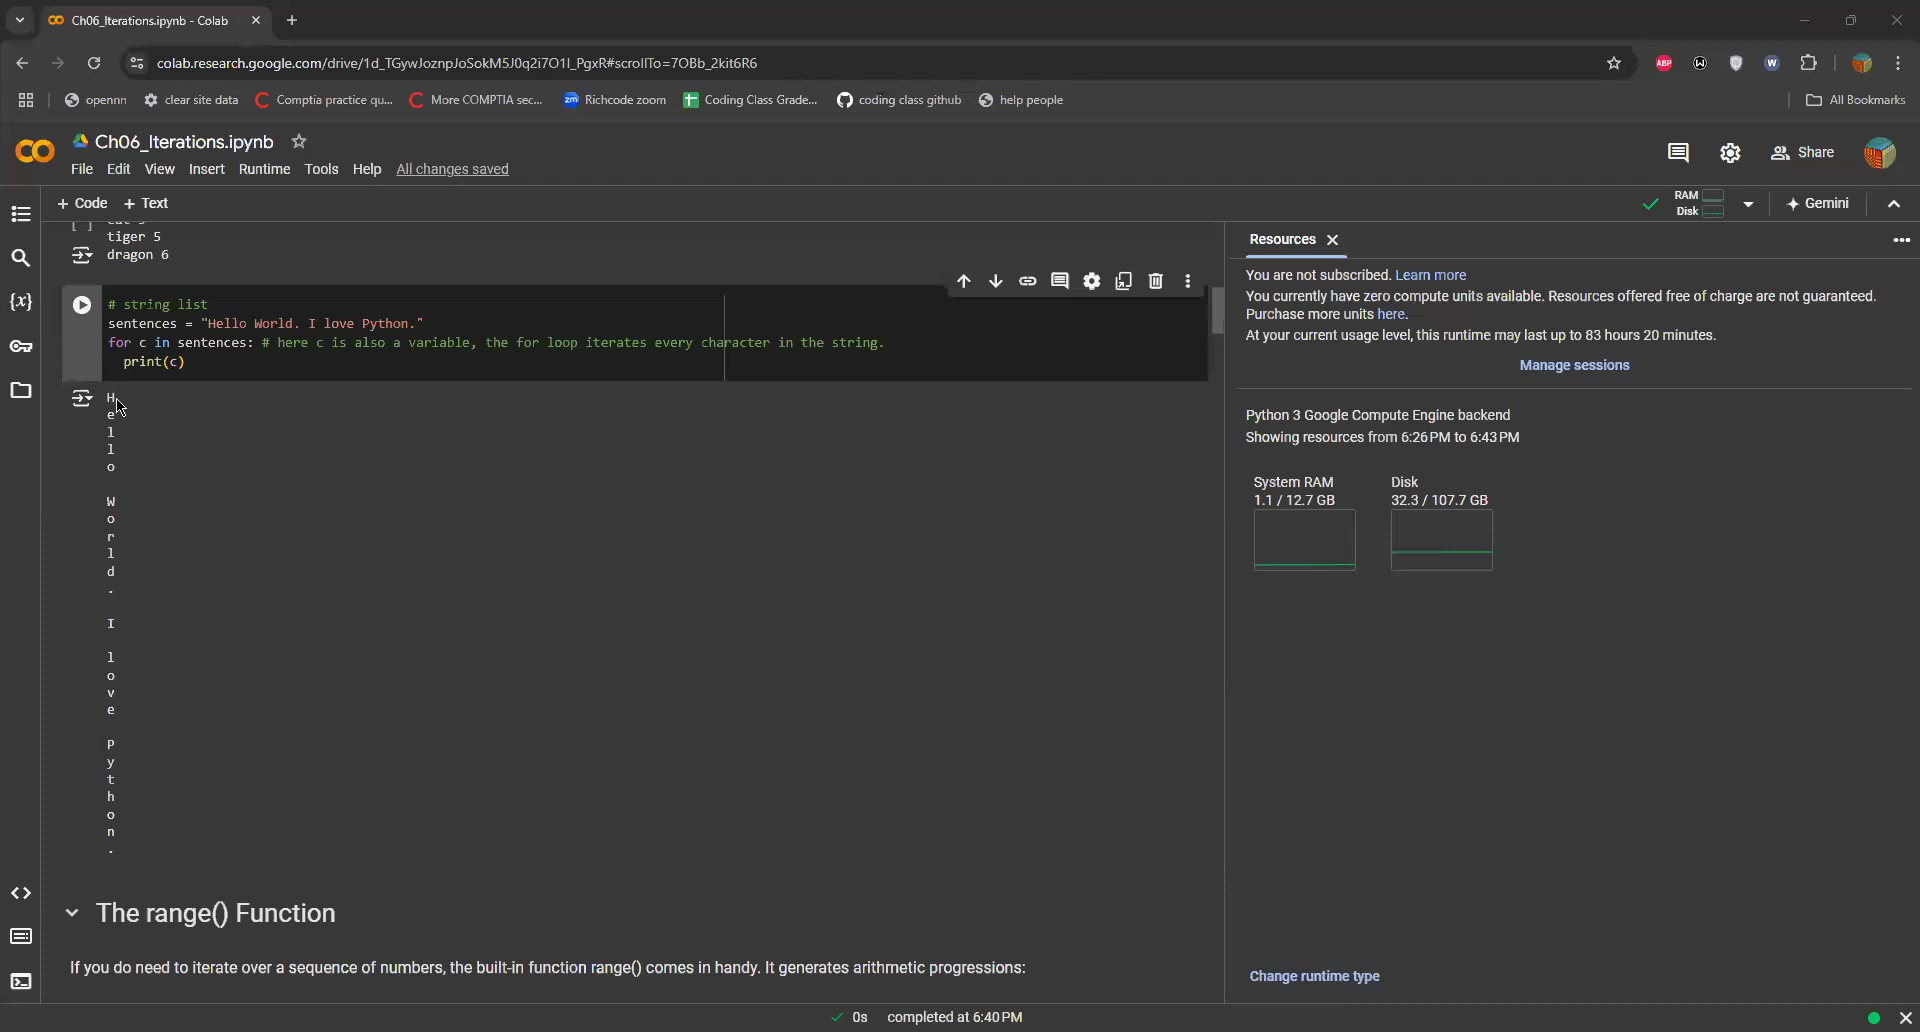 Ch06_Iterations.ipynb - Colab
colab.research.google.com/drive/1d_TGywJoznpJoSokM5J0q2i7O1I_PgxR#scrollTo=7OBb_2kit6R6
ABP
W
opennn
clear site data
Comptia practice qu...
More COMPTIA sec...
zm
Richcode zoom
Coding Class Grade...
coding class github
help people
All Bookmarks
Ch06_Iterations.ipynb
File Edit View Insert Runtime Tools Help All changes saved
Share
+ Code + Text
RAM
Disk
Gemini
tiger 5
dragon 6
# string list
sentences = "Hello World. I love Python."
for c in sentences: # here c is also a variable, the for loop iterates every character in the string.
print(c)
H
e
l
l
o
W
o
r
l
d
.
I
l
o
v
e
P
y
t
h
o
n
.
The range() Function
If you do need to iterate over a sequence of numbers, the built-in function range() comes in handy. It generates arithmetic progressions:
Resources
You are not subscribed. Learn more
You currently have zero compute units available. Resources offered free of charge are not guaranteed.
Purchase more units here.
At your current usage level, this runtime may last up to 83 hours 20 minutes.
Manage sessions
Python 3 Google Compute Engine backend
Showing resources from 6:26 PM to 6:43 PM
System RAM
1.1 / 12.7 GB
Disk
32.3 / 107.7 GB
Change runtime type
0s completed at 6:40 PM